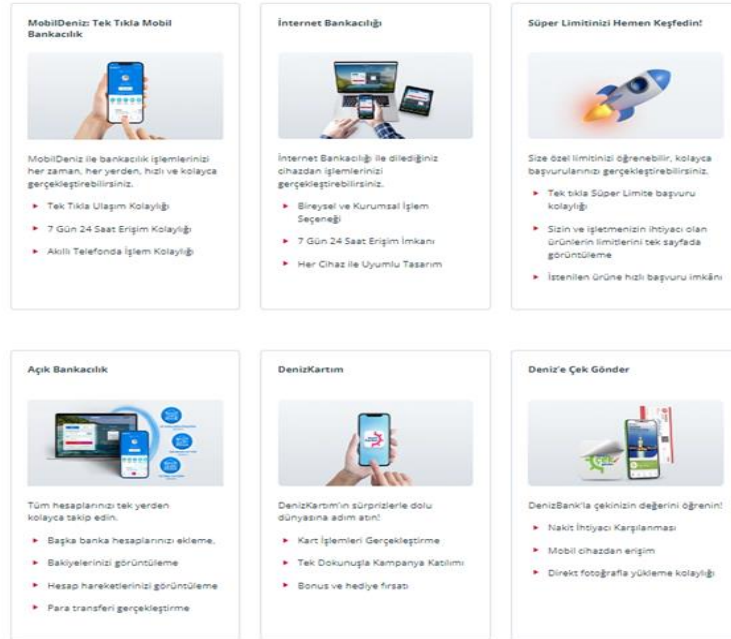 MobilDeniz: Tek Tıkla Mobil
Bankacılık
MobilDeniz ile bankacılık işlemlerinizi
her zaman, her yerden, hızlı ve kolayca
gerçekleştirebilirsiniz.
Tek Tıkla Ulaşım Kolaylığı
7 Gün 24 Saat Erişim Kolaylığı
Akıllı Telefonda İşlem Kolaylığı
İnternet Bankacılığı
İnternet Bankacılığı ile dilediğiniz
cihazdan işlemlerinizi
gerçekleştirebilirsiniz.
Bireysel ve Kurumsal İşlem
Seçeneği
7 Gün 24 Saat Erişim İmkanı
Her Cihaz ile Uyumlu Tasarım
Süper Limitinizi Hemen Keşfedin!
Size özel limitinizi öğrenebilir, kolayca
başvurularınızı gerçekleştirebilirsiniz.
Tek tıkla Süper Limite başvuru
kolaylığı
Sizin ve işletmenizin ihtiyacı olan
ürünlerin limitlerini tek sayfada
görüntüleme
İstenilen ürüne hızlı başvuru imkânı
Açık Bankacılık
Tüm hesaplarınızı tek yerden
kolayca takip edin.
Başka banka hesaplarınızı ekleme,
Bakiyelerinizi görüntüleme
Hesap hareketlerinizi görüntüleme
Para transferi gerçekleştirme
DenizKartım
DenizKartım'ın sürprizlerle dolu
dünyasına adım atın!
Kart İşlemleri Gerçekleştirme
Tek Dokunuşla Kampanya Katılımı
Bonus ve hediye fırsatı
Deniz'e Çek Gönder
DenizBank'la çekinizin değerini öğrenin!
Nakit İhtiyacı Karşılanması
Mobil cihazdan erişim
Direkt fotoğrafla yükleme kolaylığı